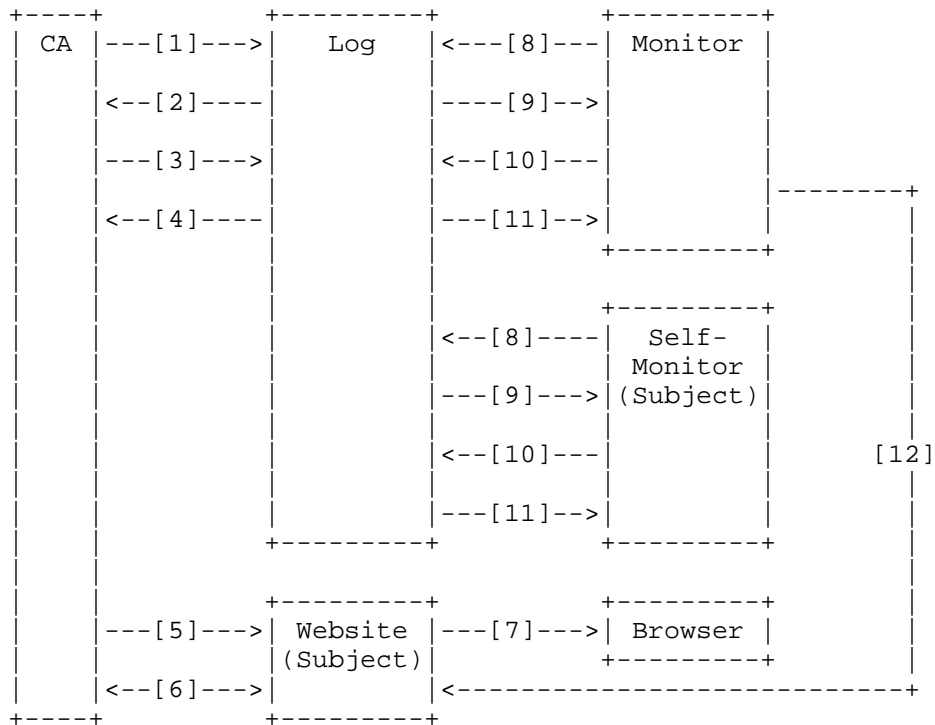 +----+          +---------+          +---------+
| CA |---[1]--->|   Log   |<---[8]---| Monitor |
|    |          |         |          |         |
|    |<--[2]----|         |----[9]-->|         |
|    |          |         |          |         |
|    |---[3]--->|         |<--[10]---|         |
|    |          |         |          |         |--------+
|    |<--[4]----|         |---[11]-->|         |        |
|    |          |         |          +---------+        |
|    |          |         |                             |
|    |          |         |          +---------+        |
|    |          |         |<--[8]----|  Self-  |        |
|    |          |         |          | Monitor |        |
|    |          |         |---[9]--->|(Subject)|        |
|    |          |         |          |         |        |
|    |          |         |<--[10]---|         |      [12]
|    |          |         |          |         |        |
|    |          |         |---[11]-->|         |        |
|    |          +---------+          +---------+        |
|    |                                                  |
|    |          +---------+          +---------+        |
|    |---[5]--->| Website |---[7]--->| Browser |        |
|    |          |(Subject)|          +---------+        |
|    |<--[6]--->|         |<----------------------------+
+----+          +---------+